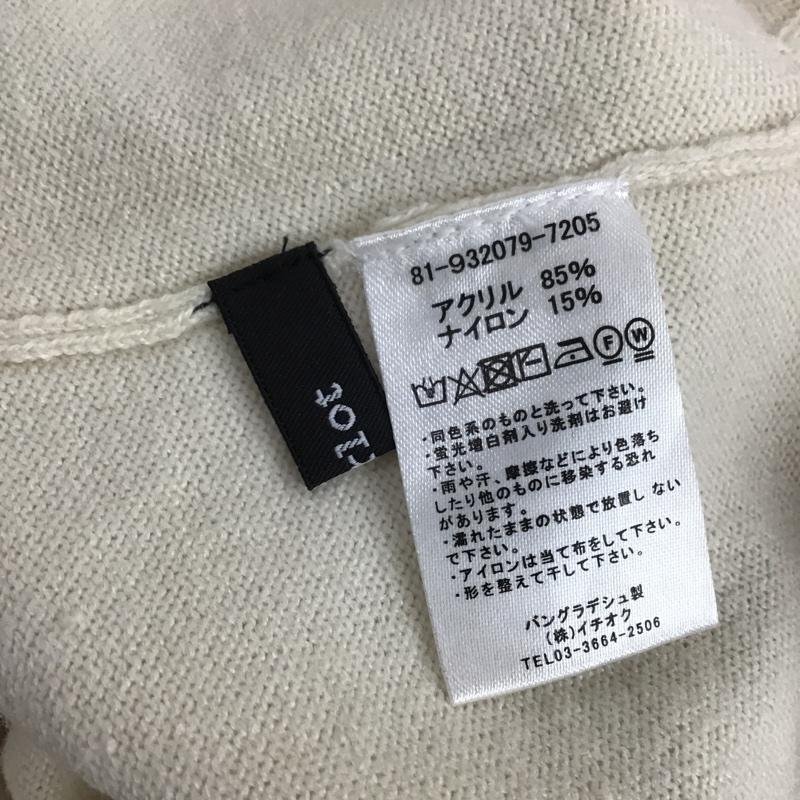 81-932079-7205
アクリル 85%
ナイロン 15%
F W
・同色系のものと洗って下さい。
・蛍光増白剤入り洗剤はお避け
下さい。
・雨や汗、摩擦などにより色落ち
したり他のものに移染する恐れ
があります。
・濡れたままの状態で放置し ない
で下さい。
・アイロンは当て布をして下さい。
・形を整えて干して下さい。
バングラデシュ製
(株)イチオク
TEL03-3664-2506